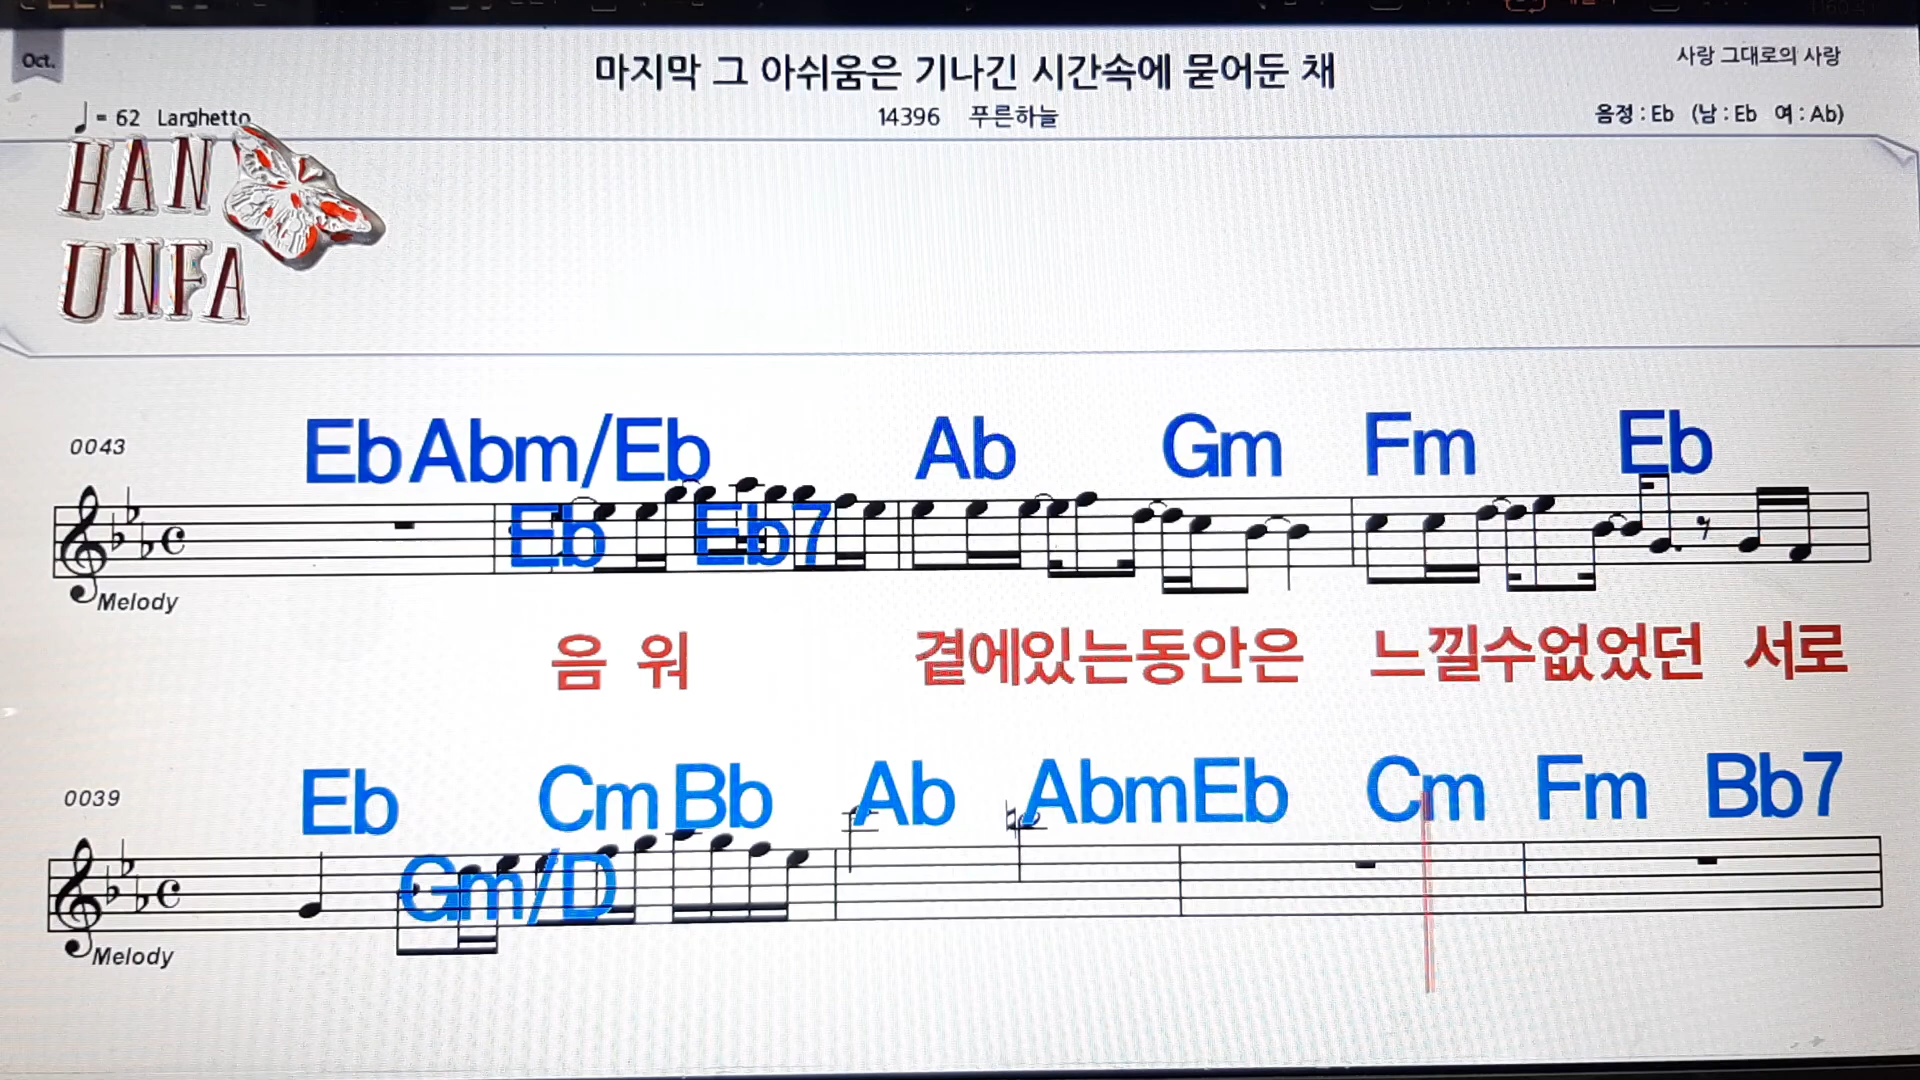 Oct.
마지막 그 아쉬움은 기나긴 시간속에 묻어둔 채
사랑 그대로의 사랑
♩ = 62 Larghetto
14396 푸른하늘
음정 : Eb (남 : Eb 여 : Ab)
HAN
UNFA
0043
Eb Abm/Eb Ab Gm Fm Eb
Eb Eb7
Melody
음 워 곁에있는동안은 느낄수없었던 서로
0039
Eb Cm Bb Ab Abm Eb Cm Fm Bb7
Gm/D
Melody